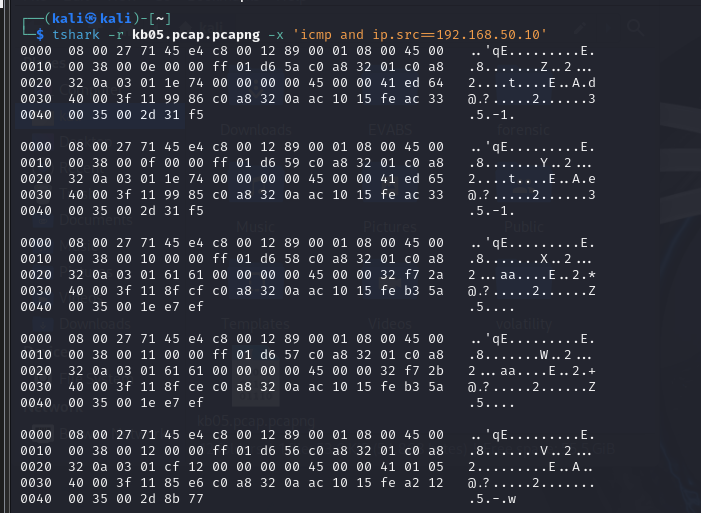 ┌──(kali㉿kali)-[~]
└─$ tshark -r kb05.pcap.pcapng -x 'icmp and ip.src==192.168.50.10'
0000  08 00 27 71 45 e4 c8 00 12 89 00 01 08 00 45 00   ..'qE.........E.
0010  00 38 00 0e 00 00 ff 01 d6 5a c0 a8 32 01 c0 a8   .8.......Z..2...
0020  32 0a 03 01 1e 74 00 00 00 00 45 00 00 41 ed 64   2....t....E..A.d
0030  40 00 3f 11 99 86 c0 a8 32 0a ac 10 15 fe ac 33   @.?.....2......3
0040  00 35 00 2d 31 f5                                 .5.-1.
0000  08 00 27 71 45 e4 c8 00 12 89 00 01 08 00 45 00   ..'qE.........E.
0010  00 38 00 0f 00 00 ff 01 d6 59 c0 a8 32 01 c0 a8   .8.......Y..2...
0020  32 0a 03 01 1e 74 00 00 00 00 45 00 00 41 ed 65   2....t....E..A.e
0030  40 00 3f 11 99 85 c0 a8 32 0a ac 10 15 fe ac 33   @.?.....2......3
0040  00 35 00 2d 31 f5                                 .5.-1.
0000  08 00 27 71 45 e4 c8 00 12 89 00 01 08 00 45 00   ..'qE.........E.
0010  00 38 00 10 00 00 ff 01 d6 58 c0 a8 32 01 c0 a8   .8.......X..2...
0020  32 0a 03 01 61 61 00 00 00 00 45 00 00 32 f7 2a   2...aa....E..2.*
0030  40 00 3f 11 8f cf c0 a8 32 0a ac 10 15 fe b3 5a   @.?.....2......Z
0040  00 35 00 1e e7 ef                                 .5....
0000  08 00 27 71 45 e4 c8 00 12 89 00 01 08 00 45 00   ..'qE.........E.
0010  00 38 00 11 00 00 ff 01 d6 57 c0 a8 32 01 c0 a8   .8.......W..2...
0020  32 0a 03 01 61 61 00 00 00 00 45 00 00 32 f7 2b   2...aa....E..2.+
0030  40 00 3f 11 8f ce c0 a8 32 0a ac 10 15 fe b3 5a   @.?.....2......Z
0040  00 35 00 1e e7 ef                                 .5....
0000  08 00 27 71 45 e4 c8 00 12 89 00 01 08 00 45 00   ..'qE.........E.
0010  00 38 00 12 00 00 ff 01 d6 56 c0 a8 32 01 c0 a8   .8.......V..2...
0020  32 0a 03 01 cf 12 00 00 00 00 45 00 00 41 01 05   2.........E..A..
0030  40 00 3f 11 85 e6 c0 a8 32 0a ac 10 15 fe a2 12   @.?.....2.......
0040  00 35 00 2d 8b 77                                 .5.-.w
Downloads
EVABS
forensic
Music
Pictures
Public
Downloads
Templates
Videos
volatility
kb05.pcap.pcapng